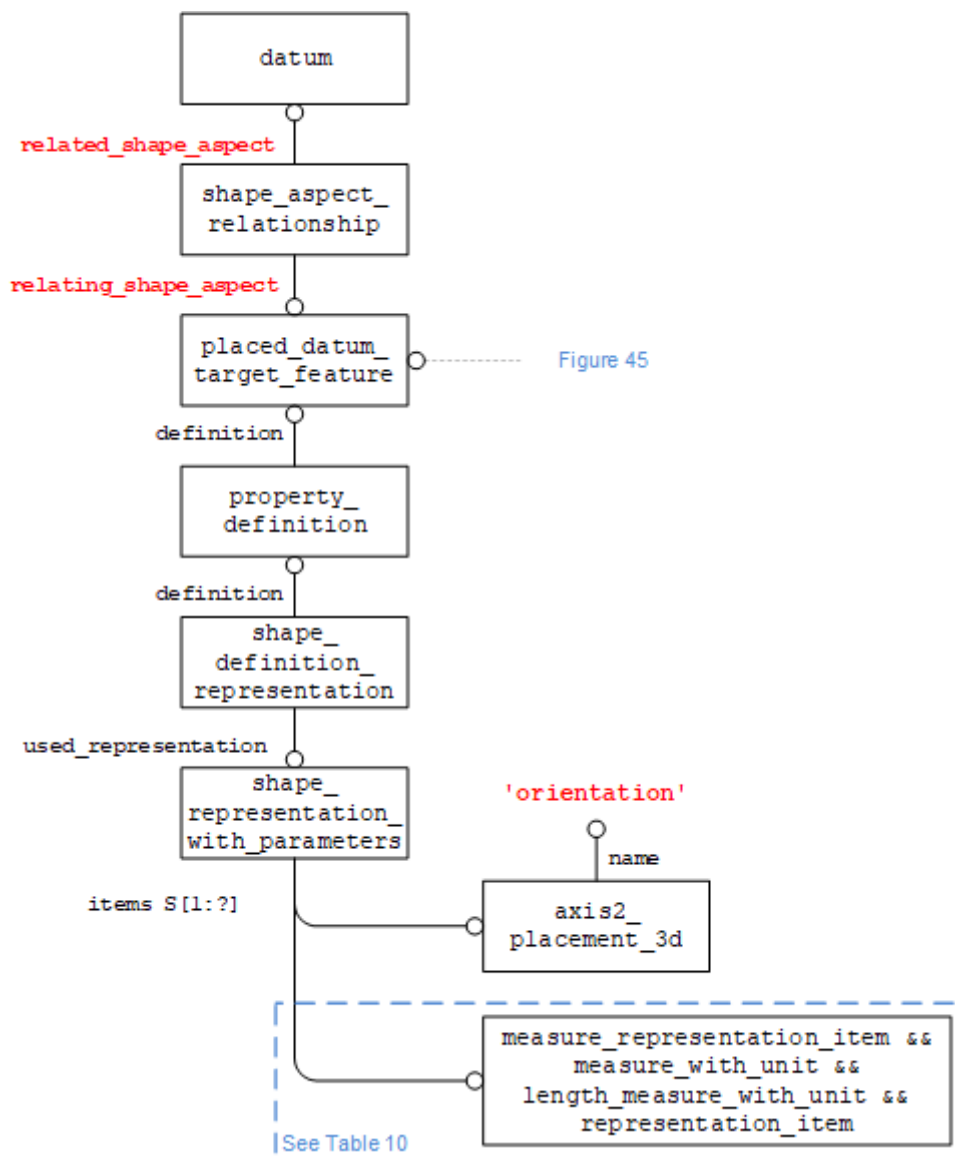 datum
related_shape_aspect
shape_aspect_
relationship
relating_shape_aspect
placed_datum_
target_feature
Figure 45
definition
property_
definition
definition
shape_
definition_
representation
used_representation
shape_
representation_
with_parameters
'orientation'
name
items S[1:?]
axis2_
placement_3d
measure_representation_item &&
measure_with_unit &&
length_measure_with_unit &&
representation_item
See Table 10